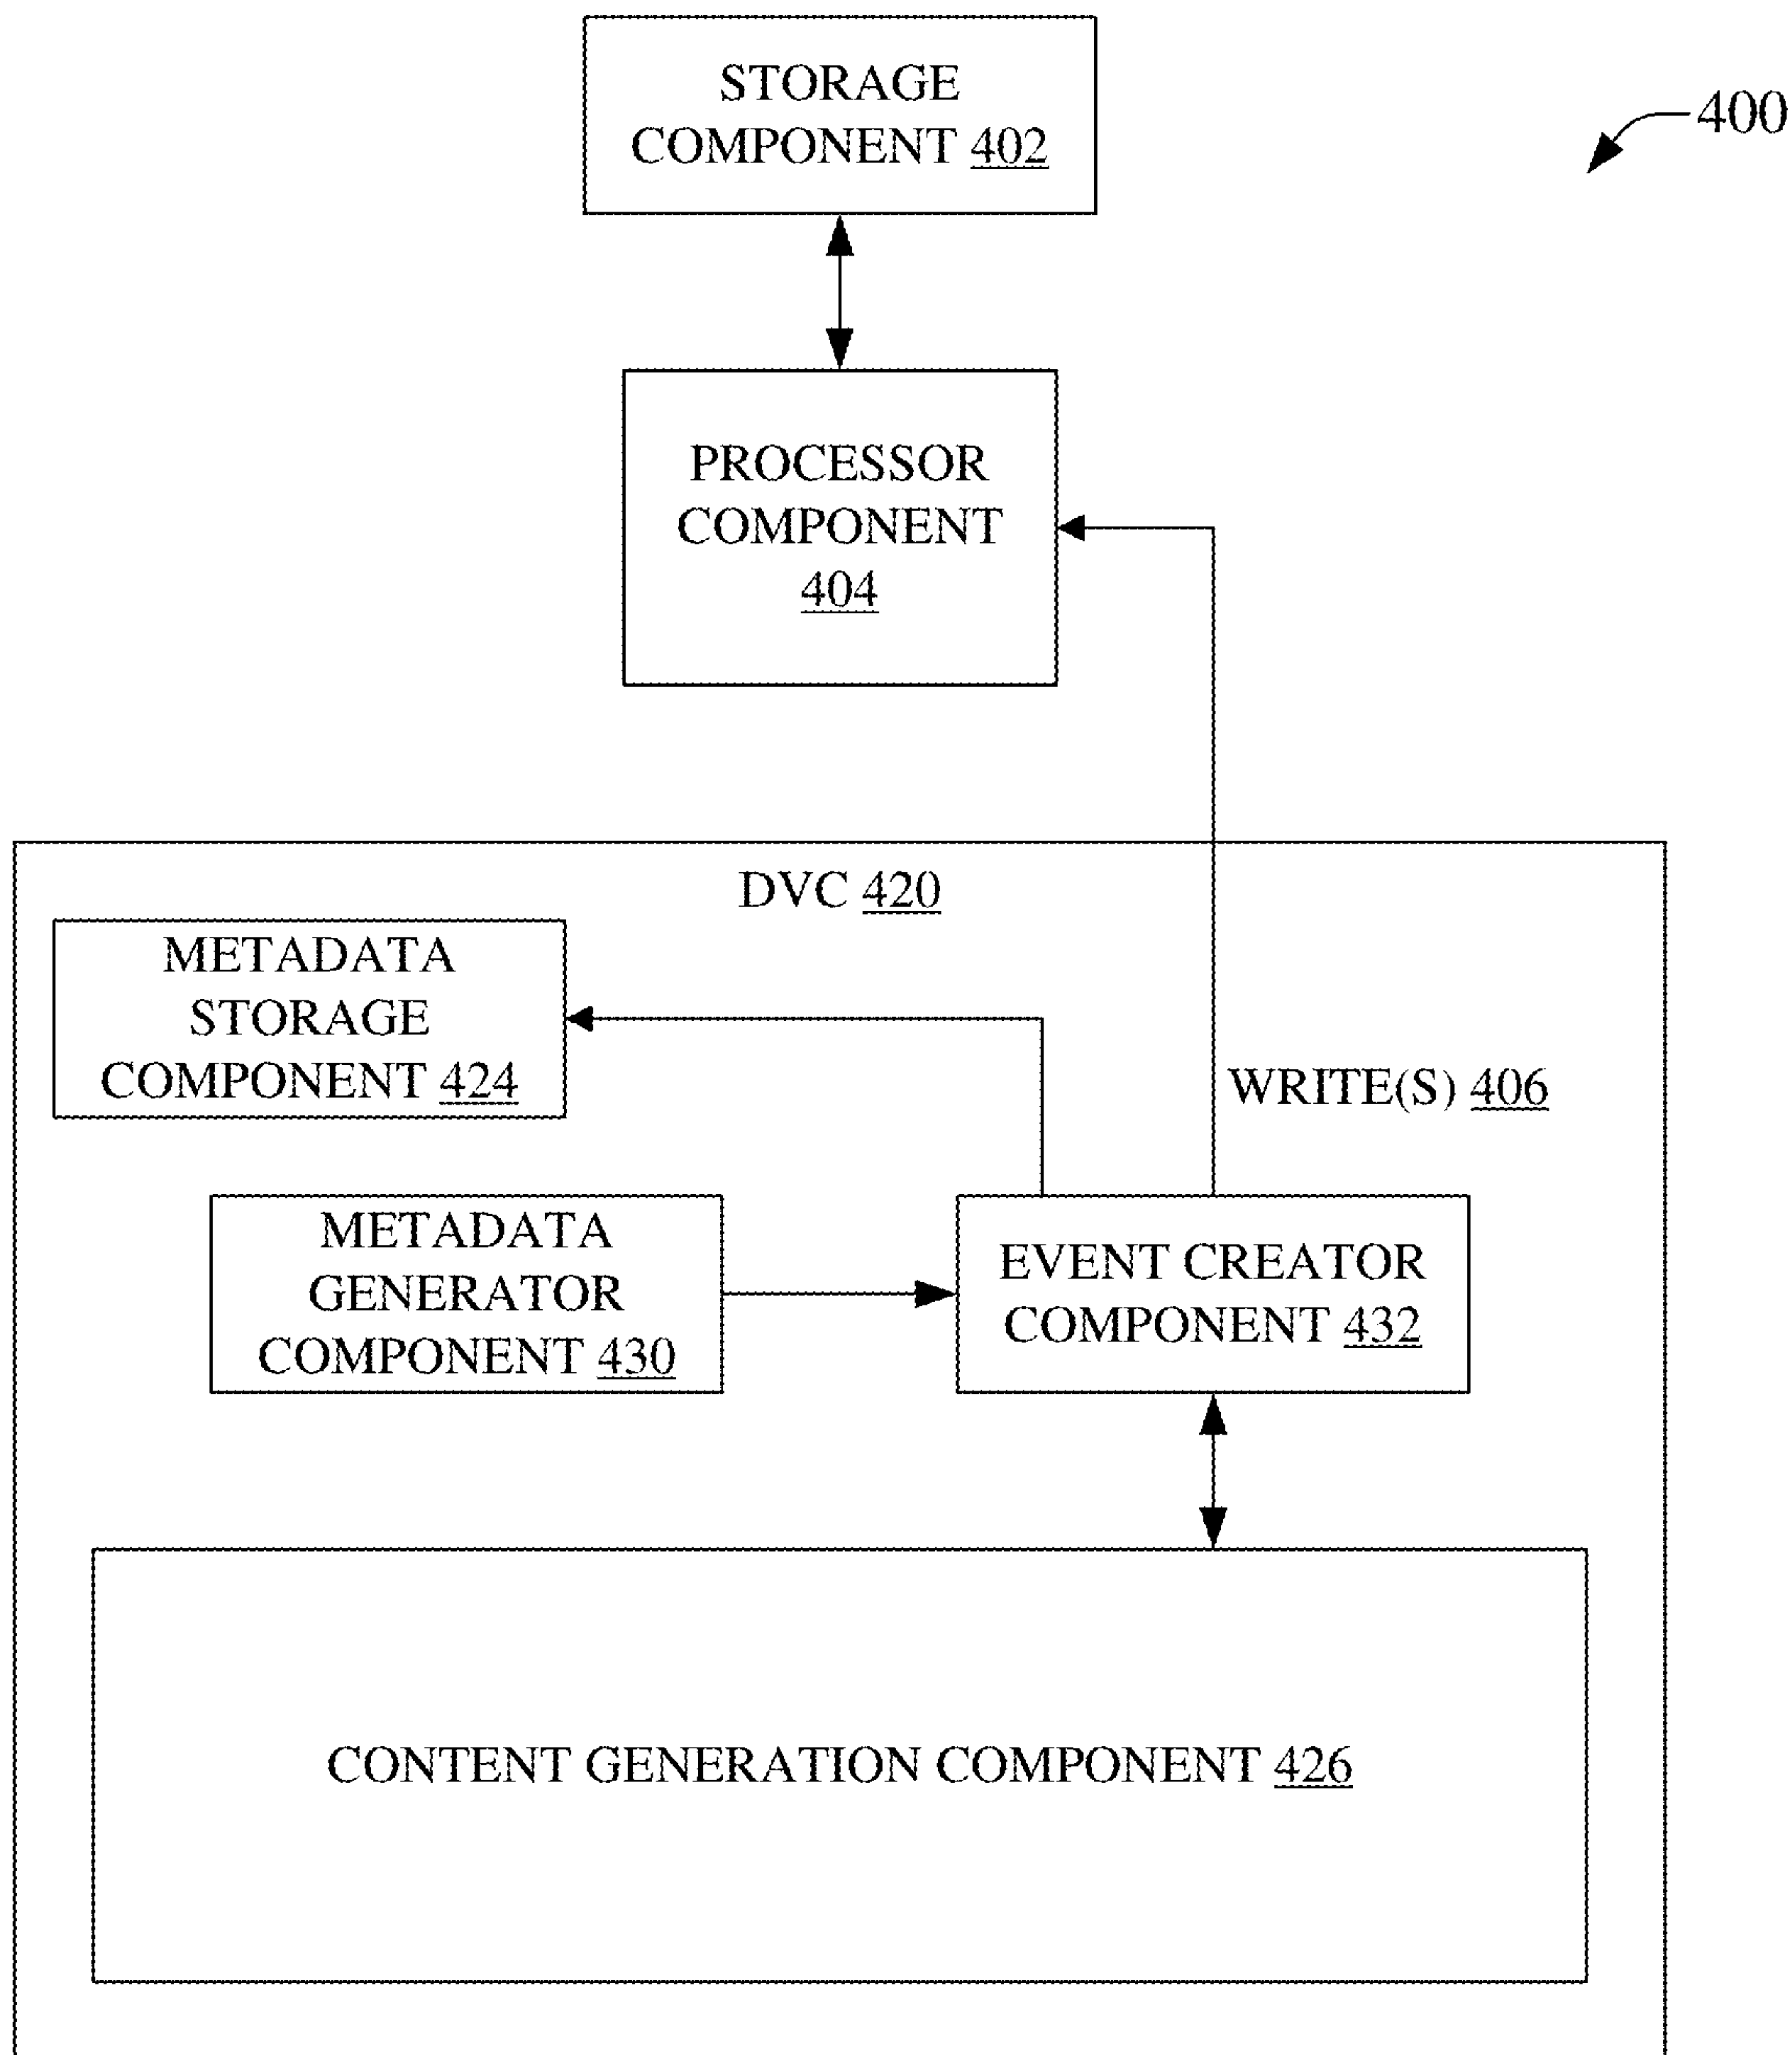 STORAGE
COMPONENT 402
400
PROCESSOR
COMPONENT
404
DVC 420
METADATA
STORAGE
COMPONENT 424
WRITE(S) 406
METADATA
GENERATOR
COMPONENT 430
EVENT CREATOR
COMPONENT 432
CONTENT GENERATION COMPONENT 426